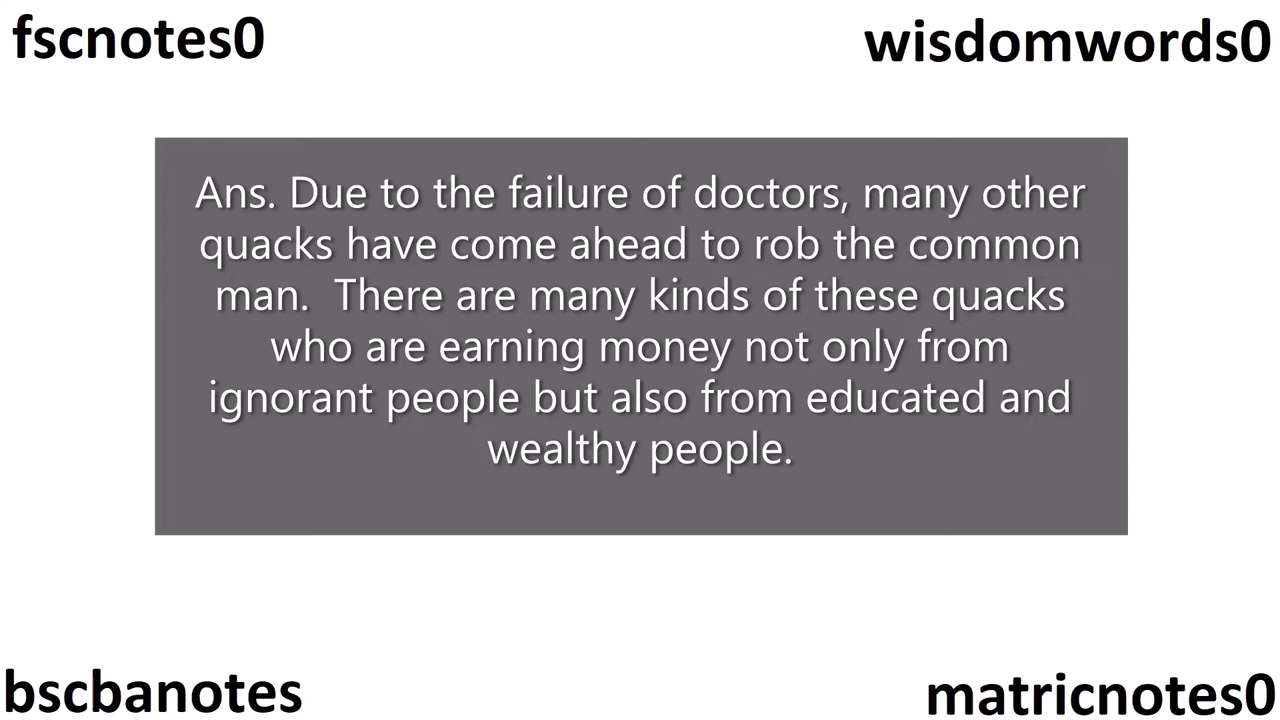 fscnotes0
wisdomwords0
Ans. Due to the failure of doctors, many other
quacks have come ahead to rob the common
man.  There are many kinds of these quacks
who are earning money not only from
ignorant people but also from educated and
wealthy people.
bscbanotes
matricnotes0